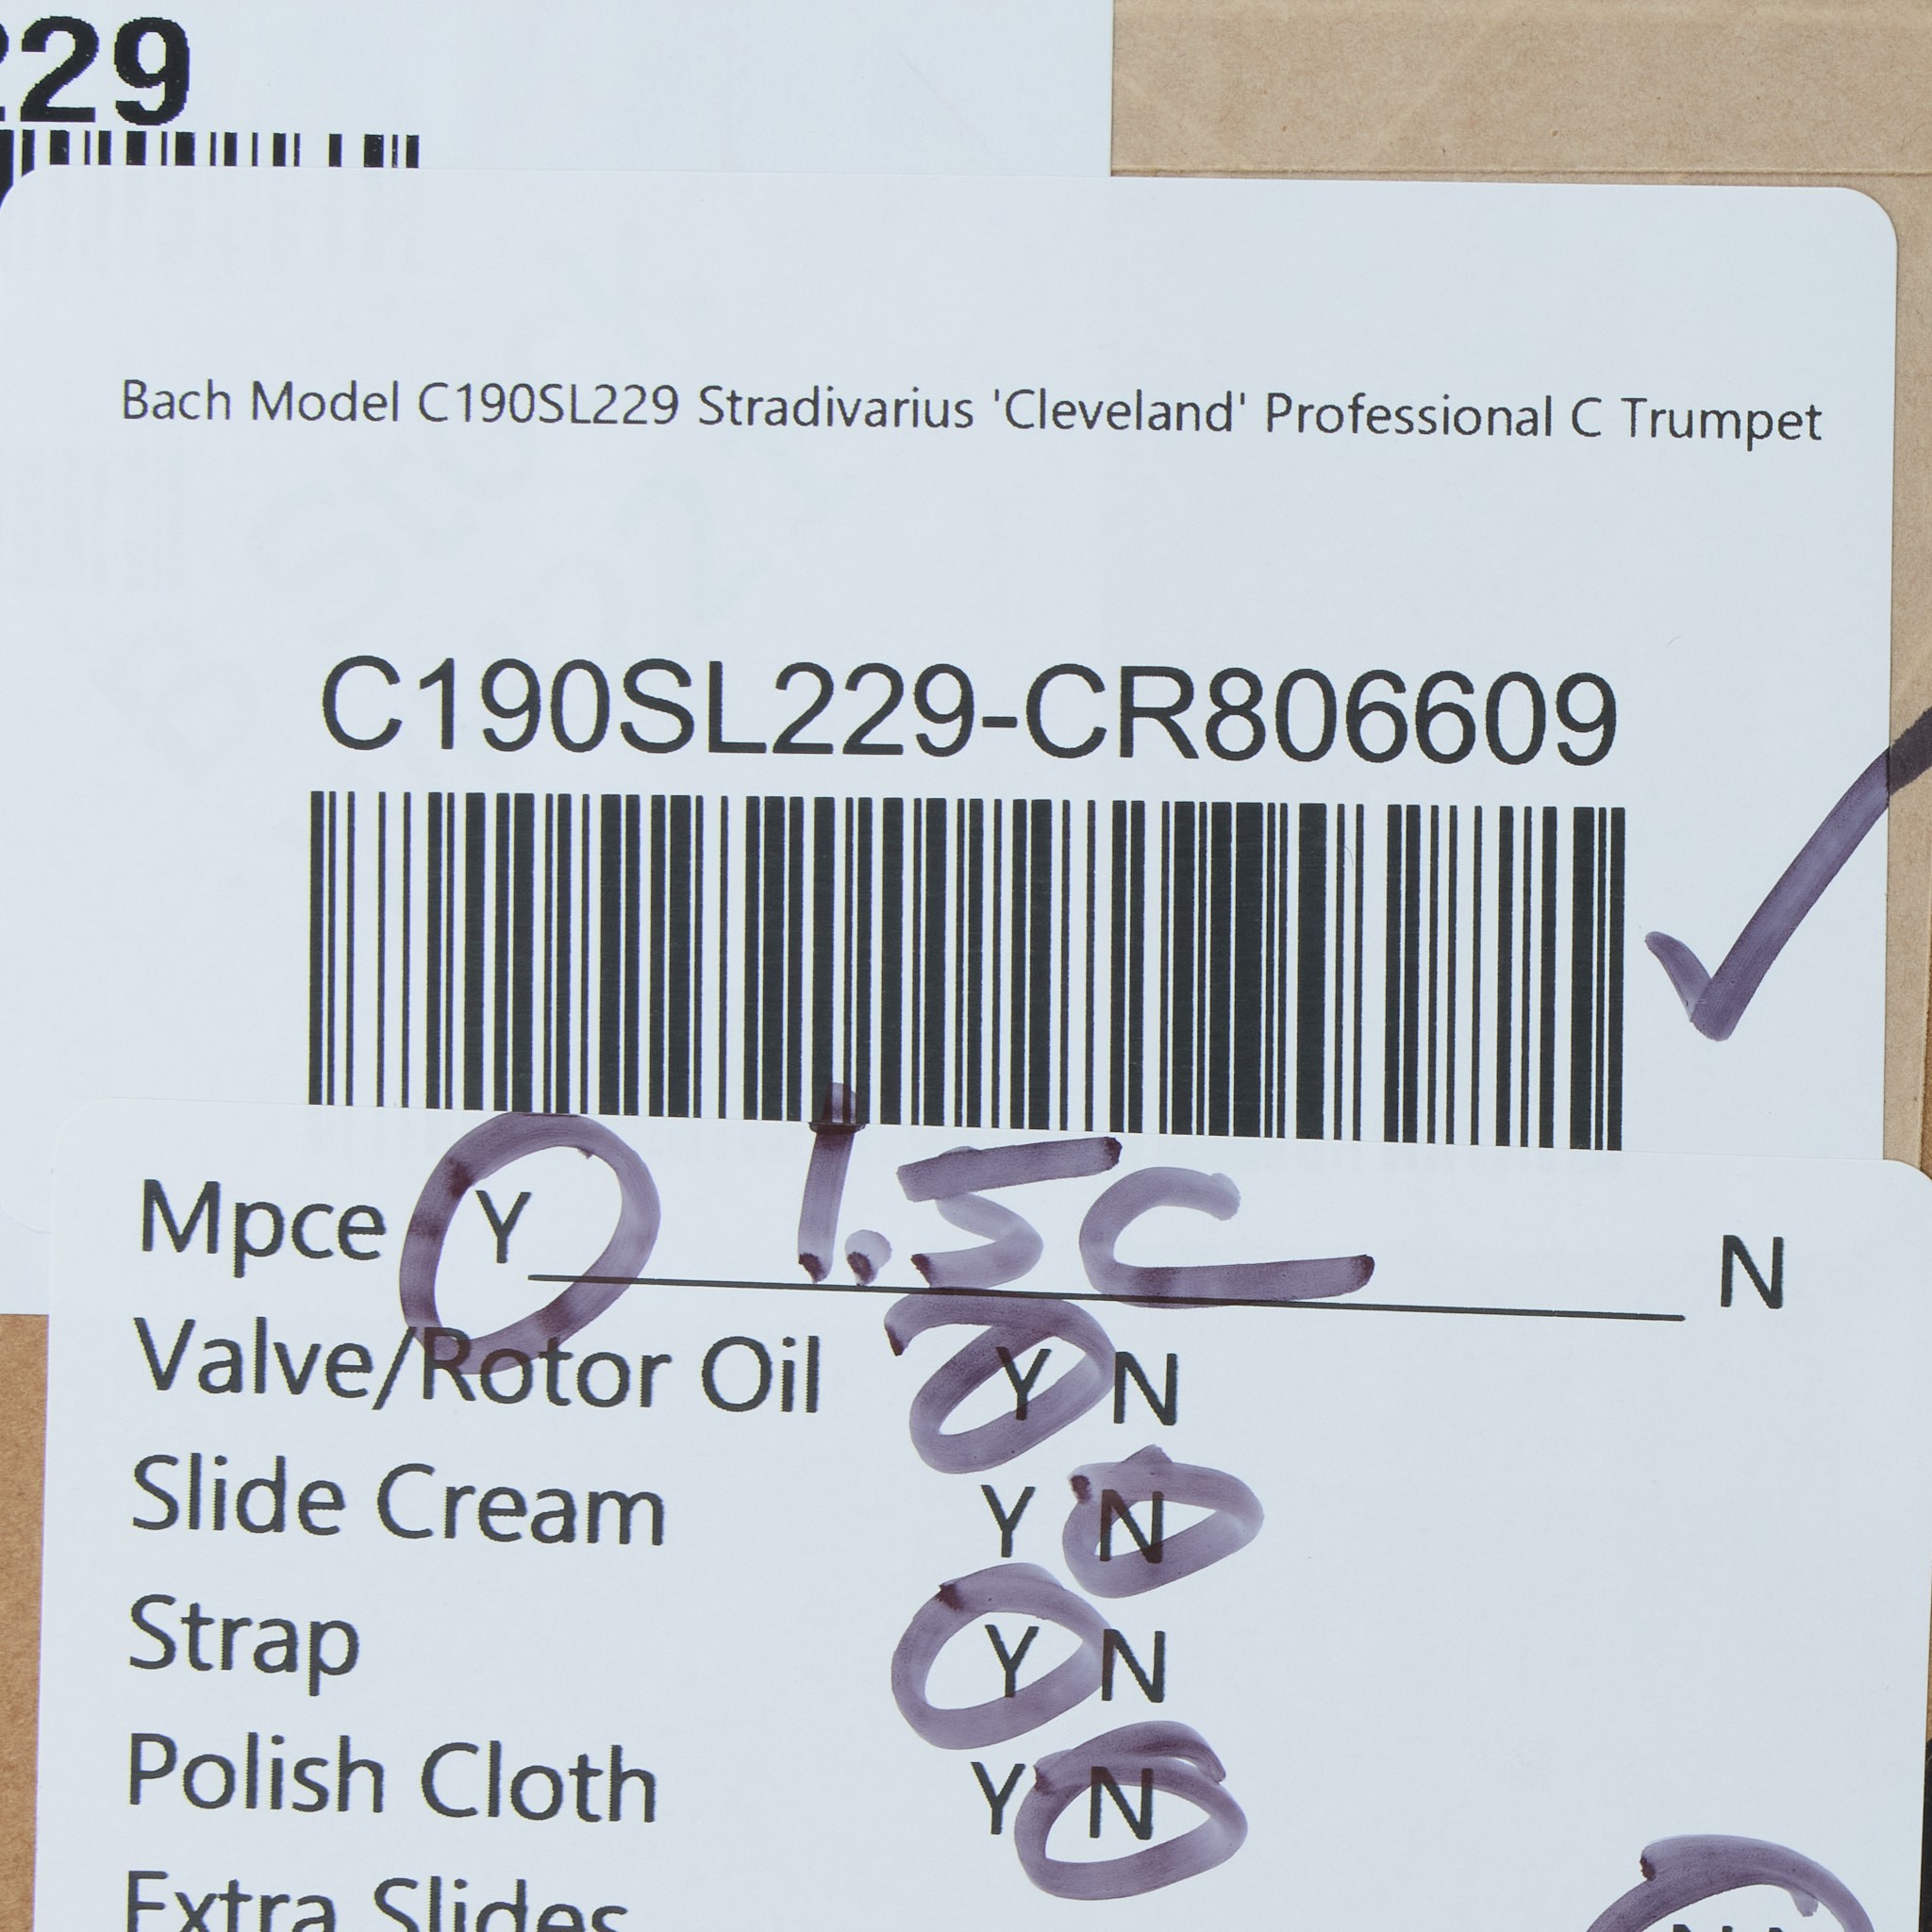 229
Bach Model C190SL229 Stradivarius 'Cleveland' Professional C Trumpet
C190SL229-CR806609
Mpce Y 1.5C N
Valve/Rotor Oil Y N
Slide Cream Y N
Strap Y N
Polish Cloth Y N
Extra Slides